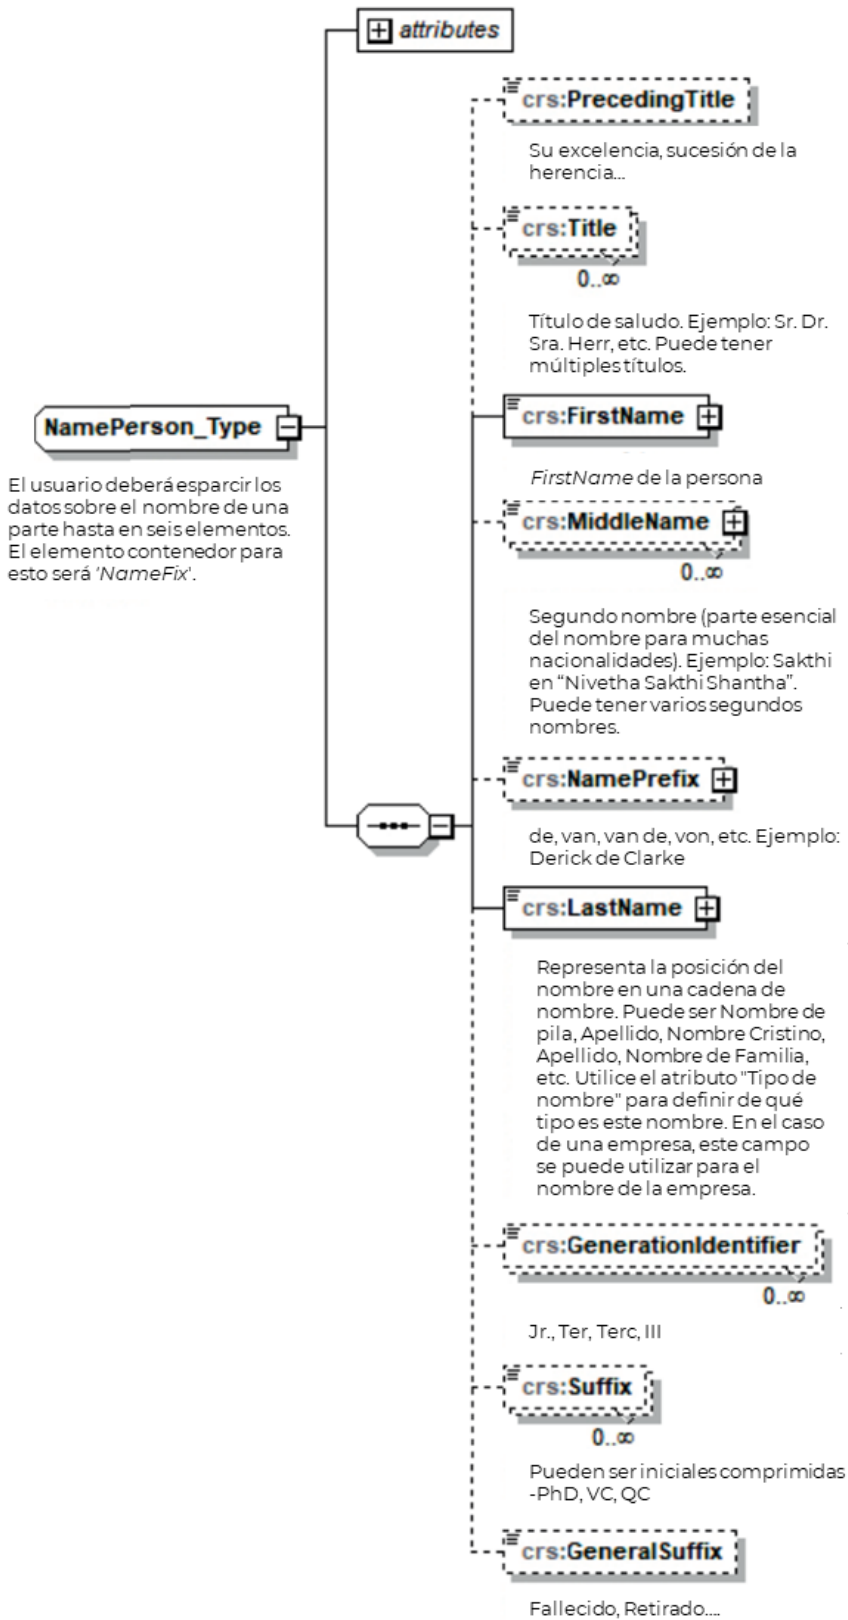 attributes
crs:PrecedingTitle
Su excelencia, sucesión de la
herencia...
crs:Title
0..∞
Título de saludo. Ejemplo: Sr. Dr.
Sra. Herr, etc. Puede tener
múltiples títulos.
NamePerson_Type
El usuario deberá esparcir los
datos sobre el nombre de una
parte hasta en seis elementos.
El elemento contenedor para
esto será 'NameFix'.
crs:FirstName
FirstName de la persona
crs:MiddleName
0..∞
Segundo nombre (parte esencial
del nombre para muchas
nacionalidades). Ejemplo: Sakthi
en “Nivetha Sakthi Shantha”.
Puede tener varios segundos
nombres.
crs:NamePrefix
de, van, van de, von, etc. Ejemplo:
Derick de Clarke
crs:LastName
Representa la posición del
nombre en una cadena de
nombre. Puede ser Nombre de
pila, Apellido, Nombre Cristino,
Apellido, Nombre de Familia,
etc. Utilice el atributo "Tipo de
nombre" para definir de qué
tipo es este nombre. En el caso
de una empresa, este campo
se puede utilizar para el
nombre de la empresa.
crs:GenerationIdentifier
0..∞
Jr., Ter, Terc, III
crs:Suffix
0..∞
Pueden ser iniciales comprimidas
-PhD, VC, QC
crs:GeneralSuffix
Fallecido, Retirado....